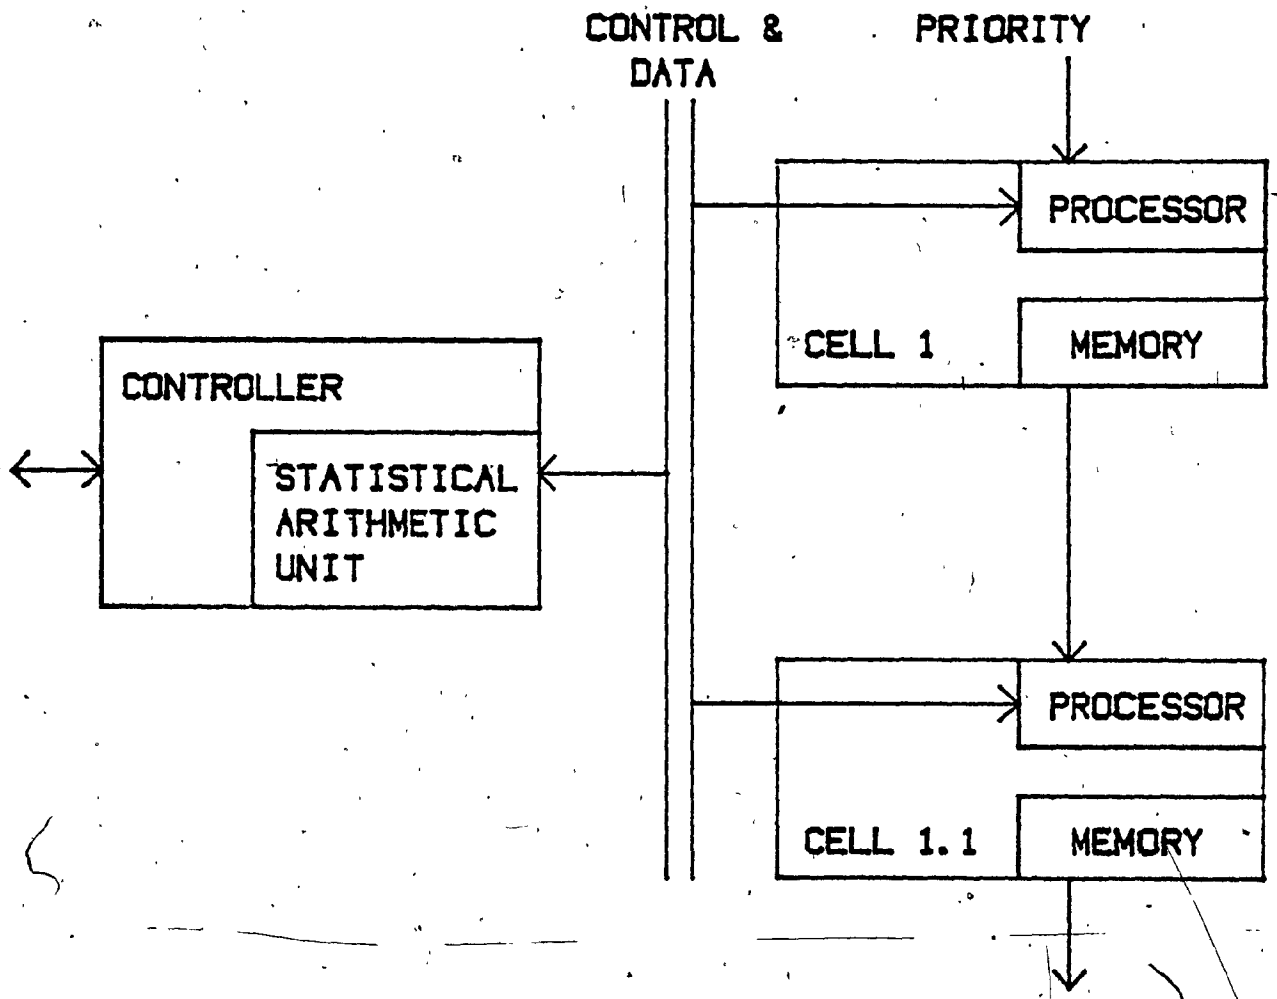 CONTROL &
DATA
PRIORITY
PROCESSOR
CELL 1
MEMORY
CONTROLLER
STATISTICAL
ARITHMETIC
UNIT
PROCESSOR
CELL 1.1
MEMORY